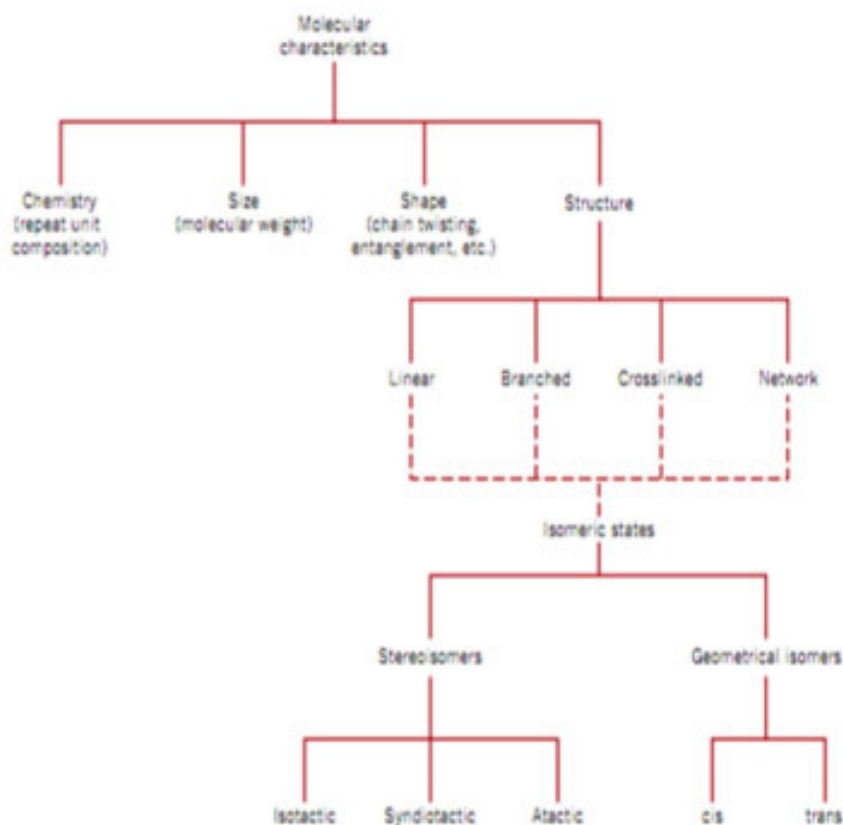 Molecular
characteristics
Chemistry
(repeat unit
composition)
Size
(molecular weight)
Shape
(chain twisting,
entanglement, etc.)
Structure
Linear
Branched
Crosslinked
Network
Isomeric states
Stereoisomers
Geometrical isomers
Isotactic
Syndiotactic
Atactic
cis
trans